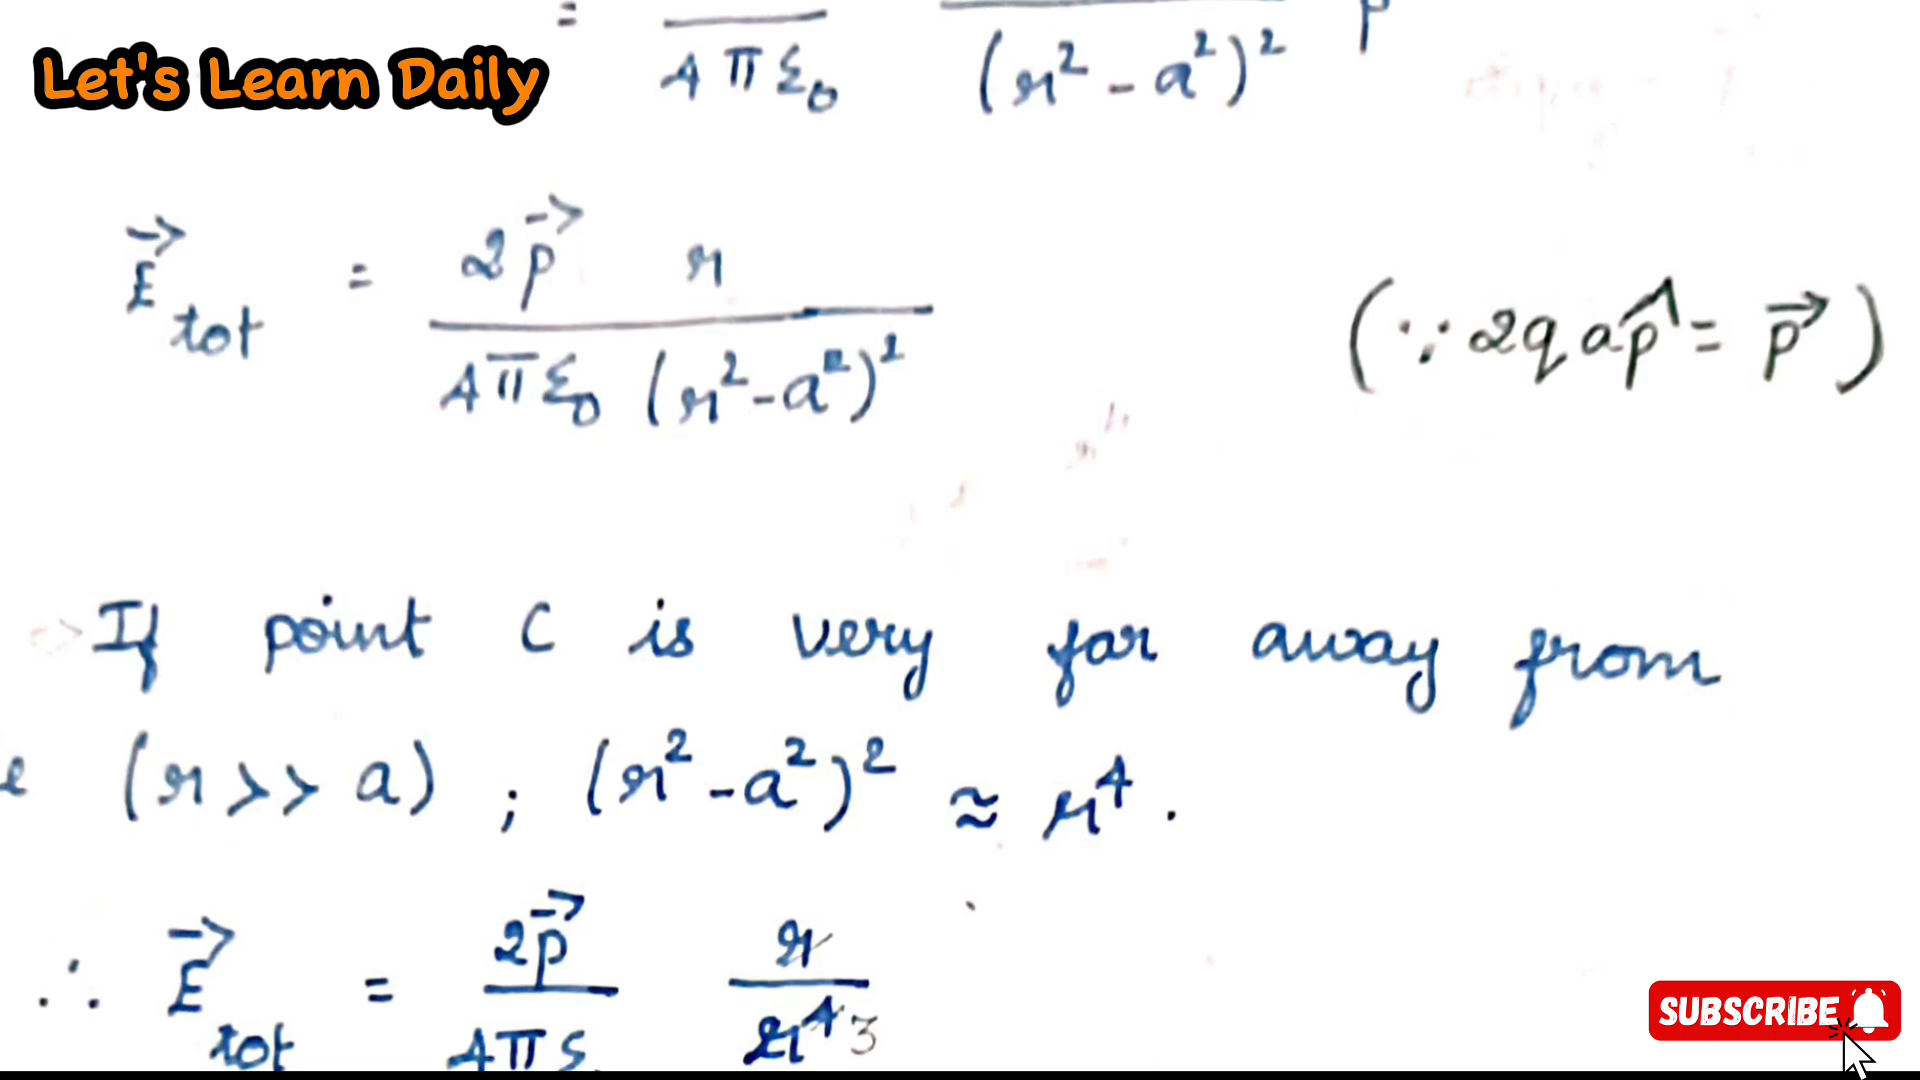 = 4πε₀ (r² - a²)² p
Let's Learn Daily
E⃗tot = 2p⃗ r / 4πε₀ (r² - a²)² (∵ 2qap̂ = p⃗)
If point C is very far away from
(r >> a) ; (r² - a²)² ≈ r⁴.
∴ E⃗tot = 2p⃗ / 4πε r / r⁴ 3
SUBSCRIBE